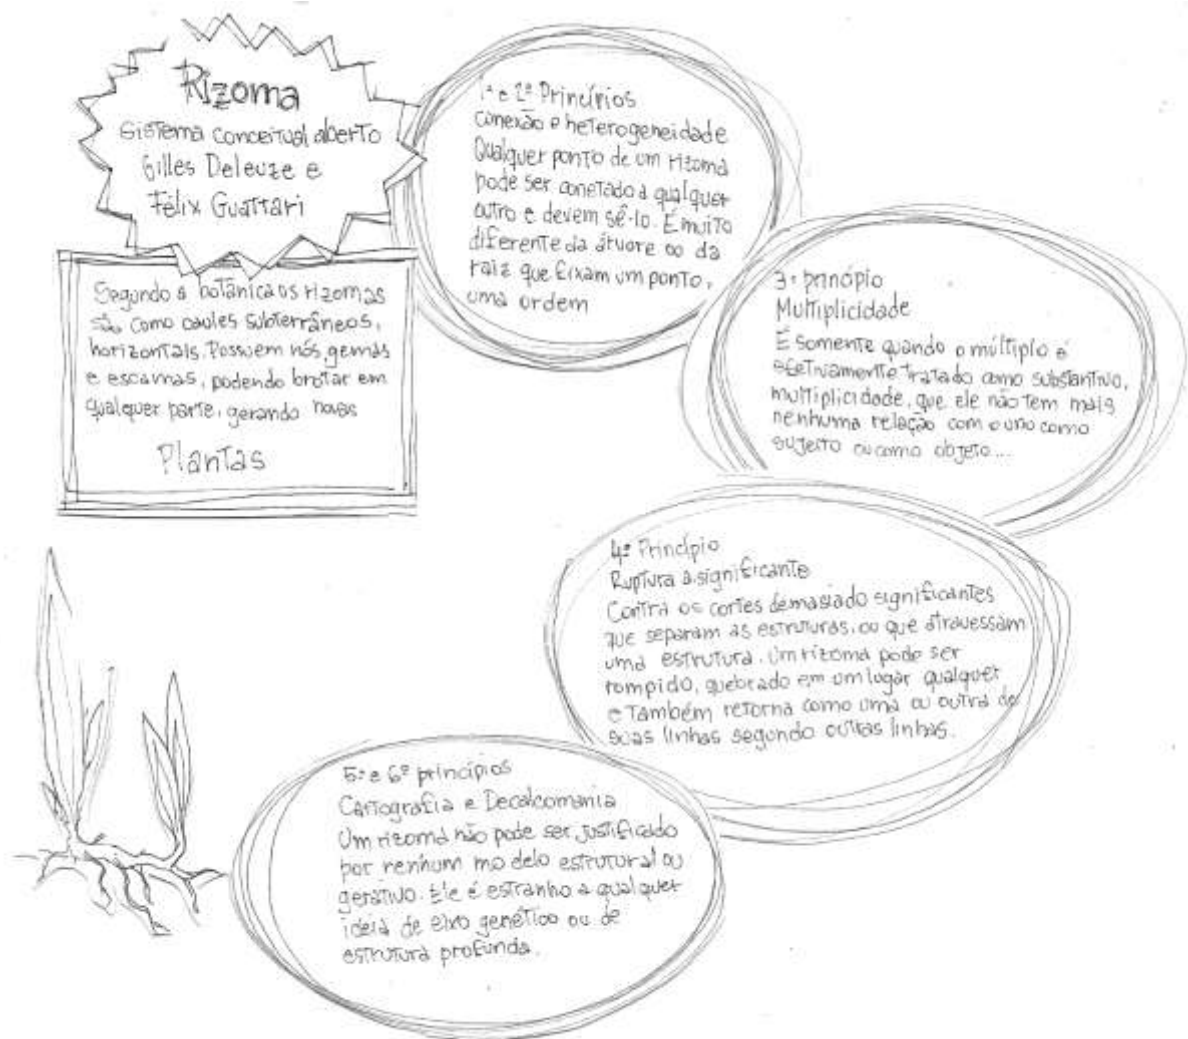 Rizoma
Sistema conceitual aberto
Gilles Deleuze e
Félix Guattari
Segundo a botânica os rizomas
são como caules subterrâneos,
horizontais. Possuem nós, gemas
e escamas, podendo brotar em
qualquer parte, gerando novas
Plantas
1º e 2º Princípios
conexão e heterogeneidade
Qualquer ponto de um rizoma
pode ser conetado a qualquer
outro e devem sê-lo. É muito
diferente da árvore ou da
raiz que fixam um ponto,
uma ordem
3º princípio
Multiplicidade
É somente quando o múltiplo é
efetivamente tratado como substantivo,
multiplicidade, que ele não tem mais
nenhuma relação com o uno como
sujeito ou como objeto...
4º Princípio
Ruptura a-significante
Contra os cortes demasiado significantes
que separam as estruturas, ou que atravessam
uma estrutura. Um rizoma pode ser
rompido, quebrado em um lugar qualquer
e também retorna como uma ou outra de
suas linhas segundo outras linhas.
5º e 6º princípios
Cartografia e Decalcomania
Um rizoma não pode ser justificado
por nenhum modelo estrutural ou
gerativo. Ele é estranho a qualquer
ideia de eixo genético ou de
estrutura profunda.